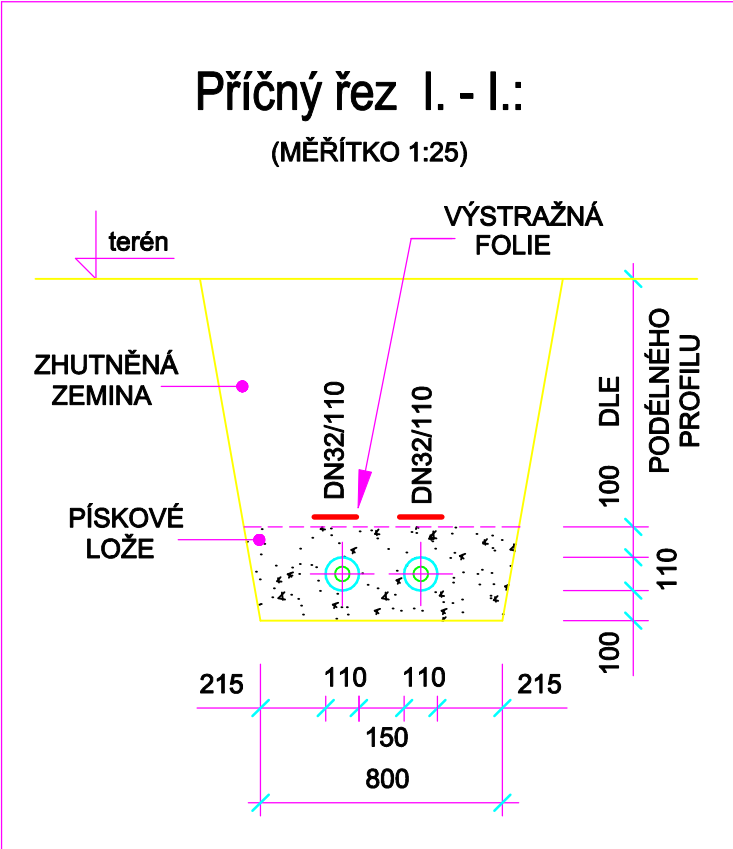 Příčný řez I. - I.:
(MĚŘÍTKO 1:25)
VÝSTRAŽNÁ
FOLIE
terén
ZHUTNĚNÁ
ZEMINA
DN32/110
DN32/110
DLE
PODÉLNÉHO
PROFILU
PÍSKOVÉ
LOŽE
100
110
100
215
110
110
215
150
800